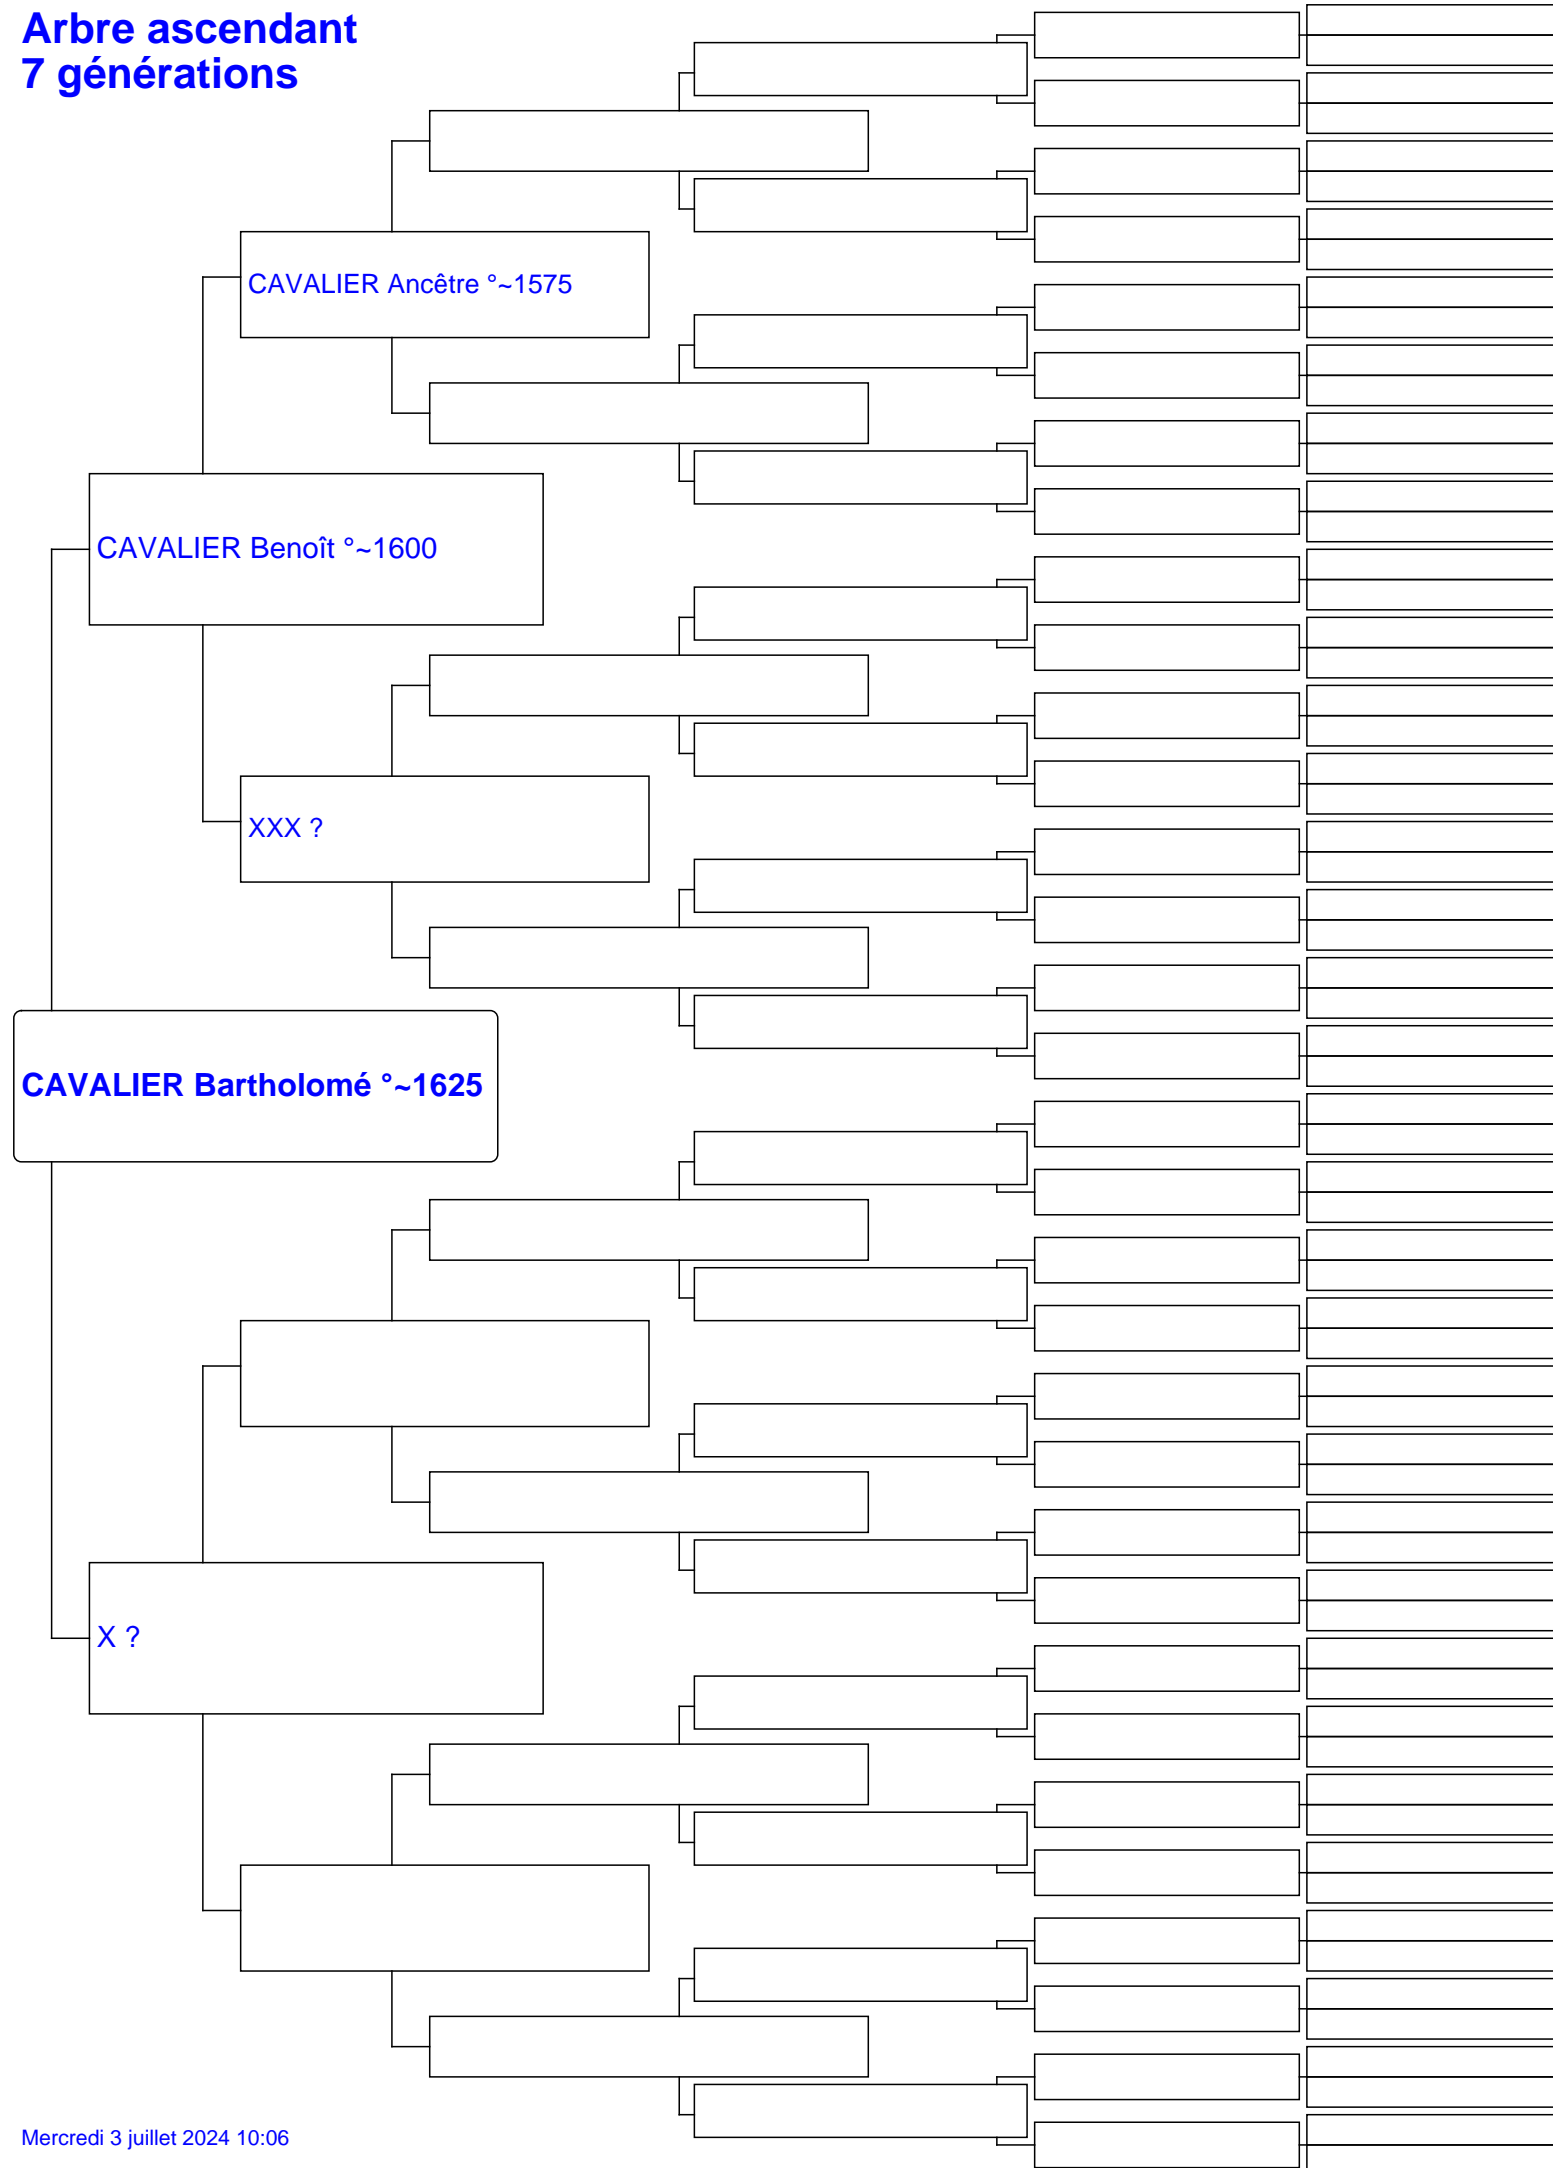 Arbre ascendant
7 générations
CAVALIER Ancêtre °~1575
CAVALIER Benoît °~1600
XXX ?
CAVALIER Bartholomé °~1625
X ?
Mercredi 3 juillet 2024 10:06